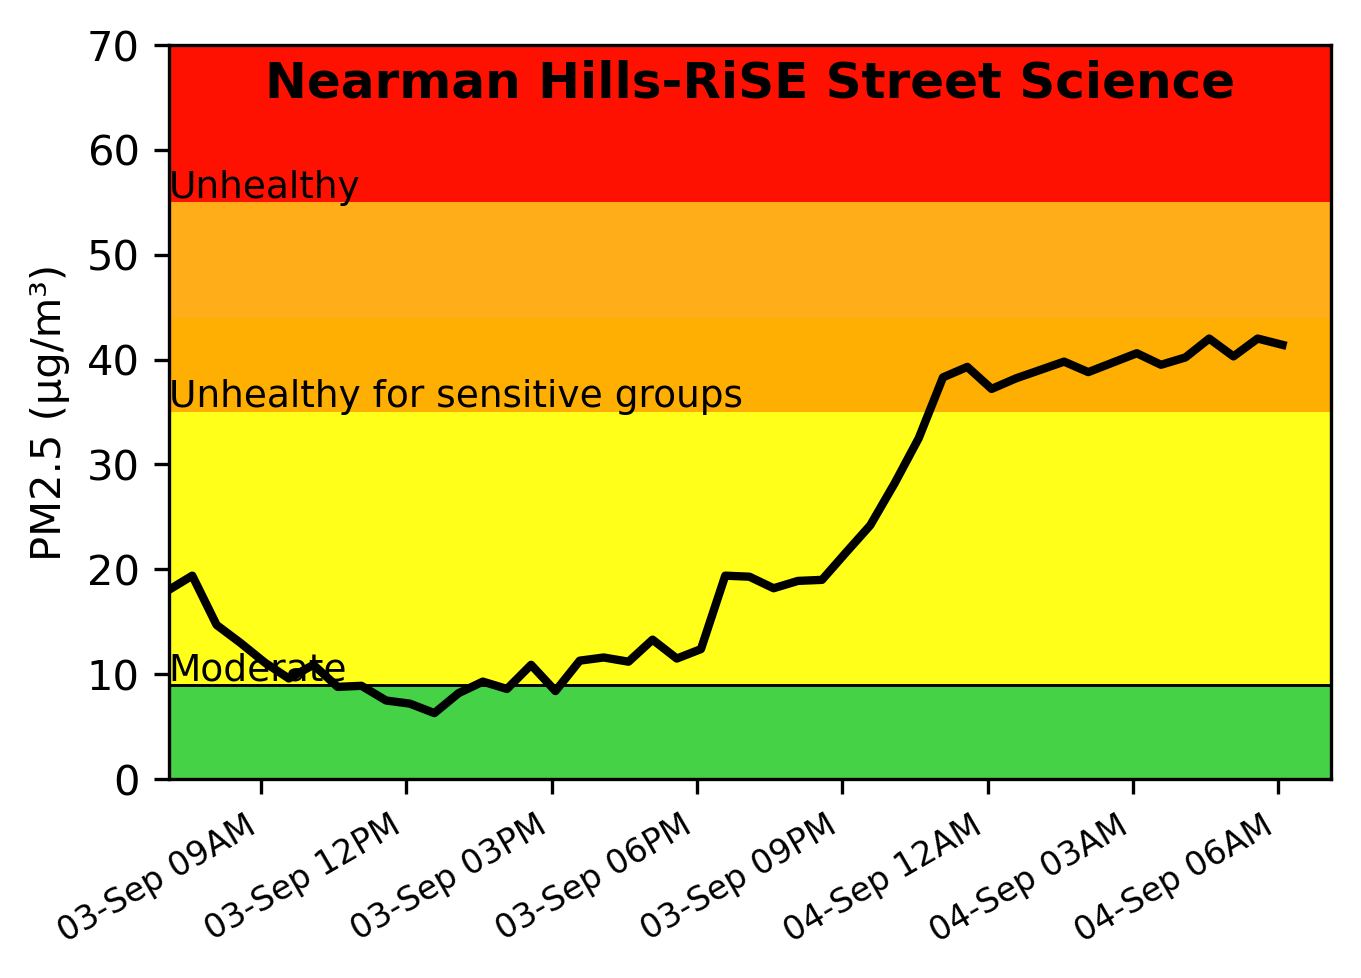 Nearman Hills-RiSE Street Science
PM2.5 (µg/m³)
70
60
50
40
30
20
10
0
Unhealthy
Unhealthy for sensitive groups
Moderate
03-Sep 09AM
03-Sep 12PM
03-Sep 03PM
03-Sep 06PM
03-Sep 09PM
04-Sep 12AM
04-Sep 03AM
04-Sep 06AM